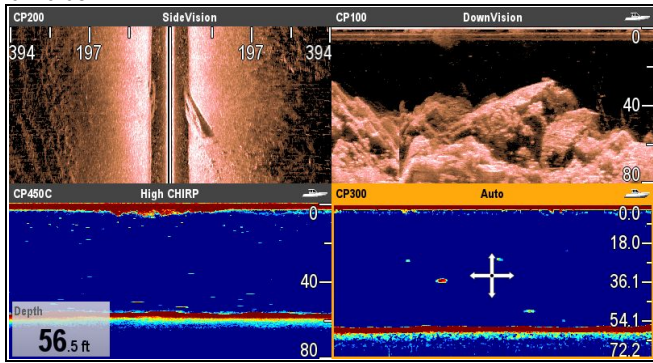 CP200 SideVision
394 197 197 394
CP100 DownVision
0
40
80
CP450C High CHIRP
0
40
80
Depth
56.5 ft
CP300 Auto
0.0
18.0
36.1
54.1
72.2